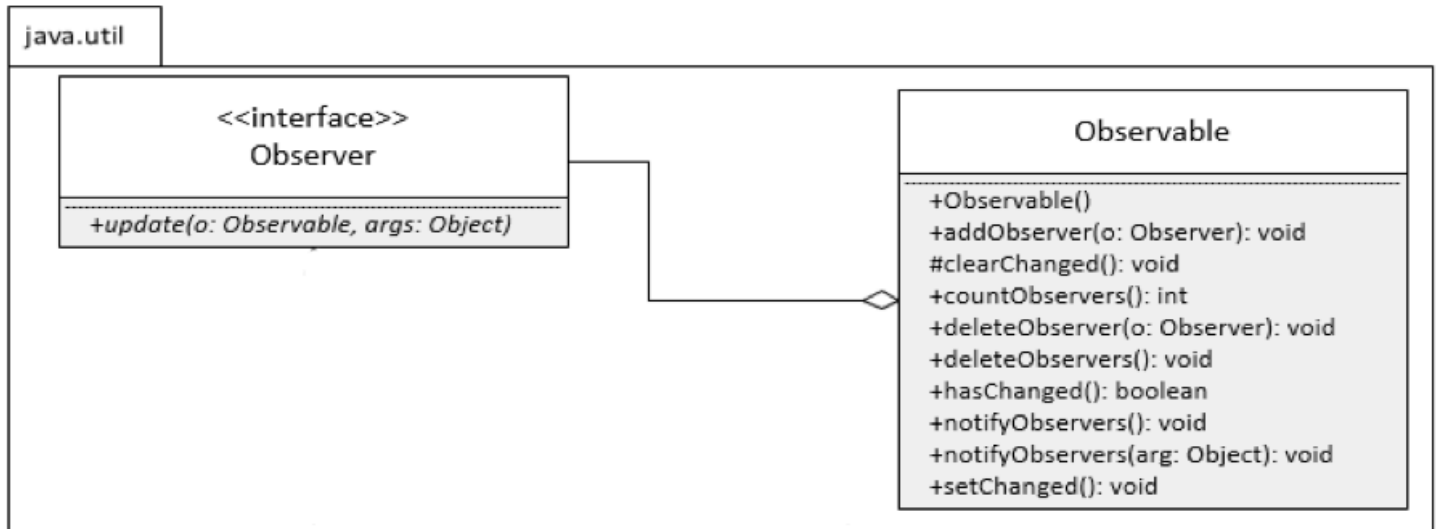 java.util
<<interface>>
Observer
+update(o: Observable, args: Object)
Observable
+Observable()
+addObserver(o: Observer): void
#clearChanged(): void
+countObservers(): int
+deleteObserver(o: Observer): void
+deleteObservers(): void
+hasChanged(): boolean
+notifyObservers(): void
+notifyObservers(arg: Object): void
+setChanged(): void